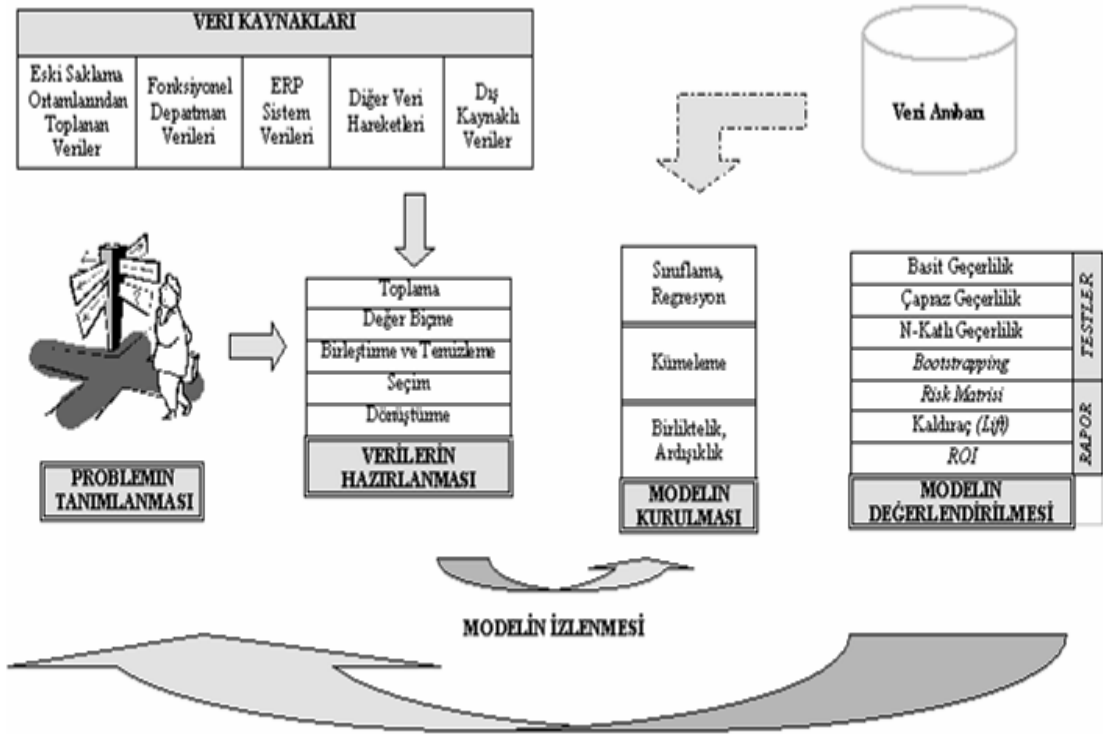 VERİ KAYNAKLARI
Eski Saklama
Ortamlarından
Toplanan
Veriler
Fonksiyonel
Departman
Verileri
ERP
Sistem
Verileri
Diğer Veri
Hareketleri
Dış
Kaynaklı
Veriler
Veri Ambarı
Toplama
Değer Biçme
Birleştirme ve Temizleme
Seçim
Dönüştürme
VERİLERİN
HAZIRLANMASI
PROBLEMİN
TANIMLANMASI
Sınıflama,
Regresyon
Kümeleme
Birliktelik,
Ardışıklık
MODELİN
KURULMASI
Basit Geçerlilik
Çapraz Geçerlilik
N-Katlı Geçerlilik
Bootstrapping
Risk Matrisi
Kaldıraç (Lift)
ROI
TESTLER
RAPOR
MODELİN
DEĞERLENDİRİLMESİ
MODELİN İZLENMESİ